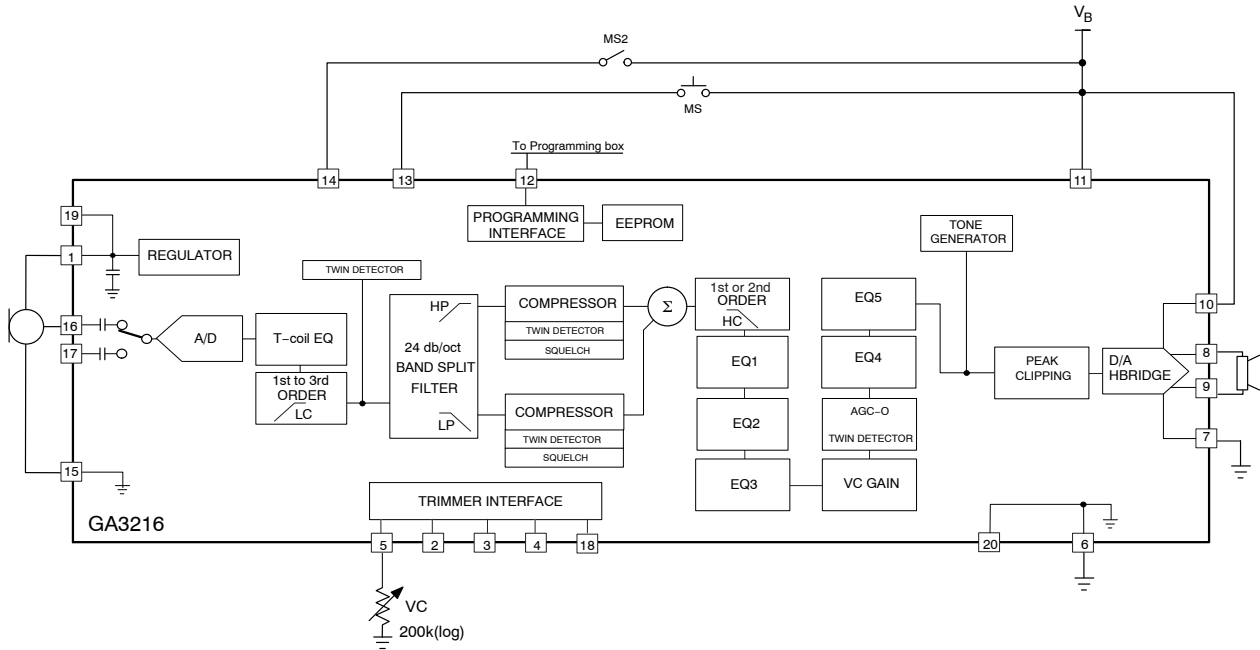 VB
MS2
MS
To Programming box
14
13
12
11
19
PROGRAMMING
INTERFACE
EEPROM
TONE
GENERATOR
1
REGULATOR
TWIN DETECTOR
HP
24 db/oct
BAND SPLIT
FILTER
LP
COMPRESSOR
TWIN DETECTOR
SQUELCH
Σ
1st or 2nd
ORDER
HC
EQ5
10
16
17
A/D
T-coil EQ
1st to 3rd
ORDER
LC
EQ1
EQ4
PEAK
CLIPPING
D/A
HBRIDGE
8
9
COMPRESSOR
TWIN DETECTOR
SQUELCH
EQ2
AGC-O
TWIN DETECTOR
7
15
EQ3
VC GAIN
TRIMMER INTERFACE
GA3216
5
2
3
4
18
20
6
VC
200k(log)